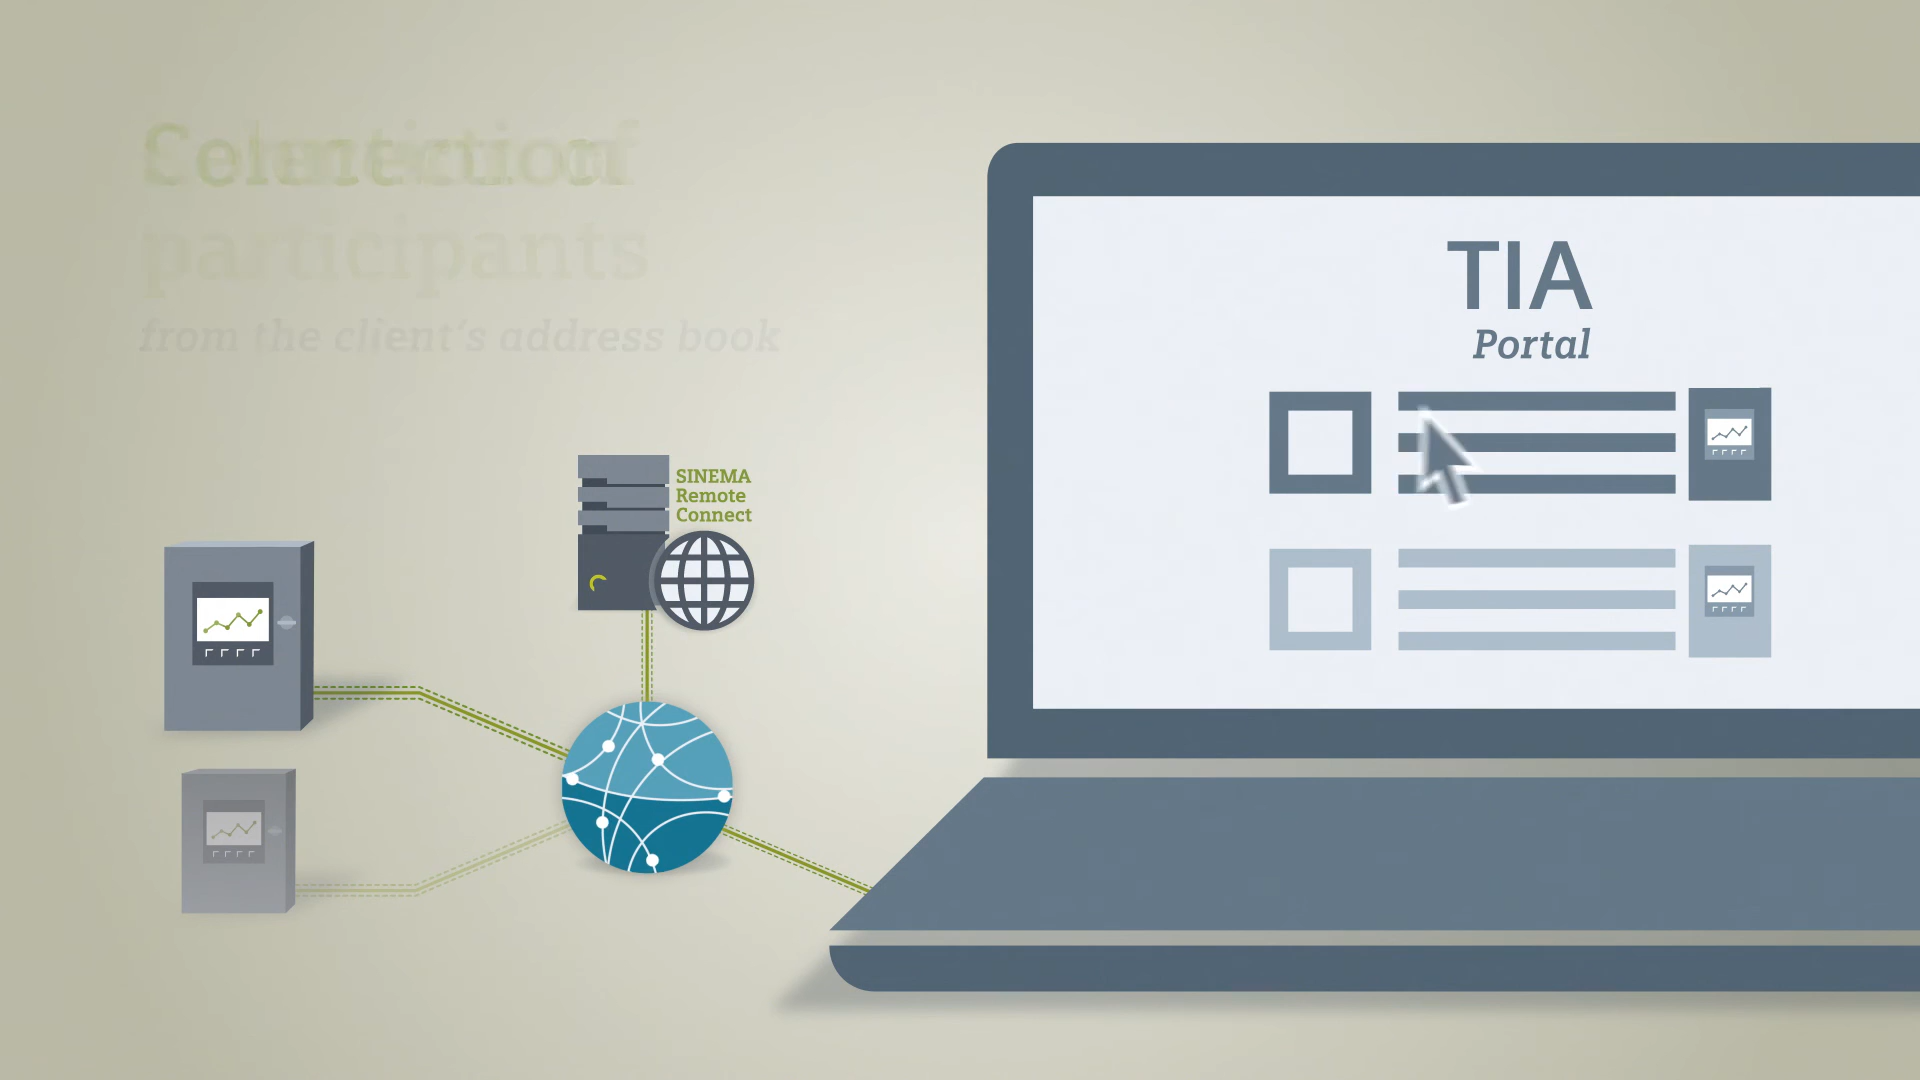 participants
from the client's address book
TIA
Portal
SINEMA
Remote
Connect